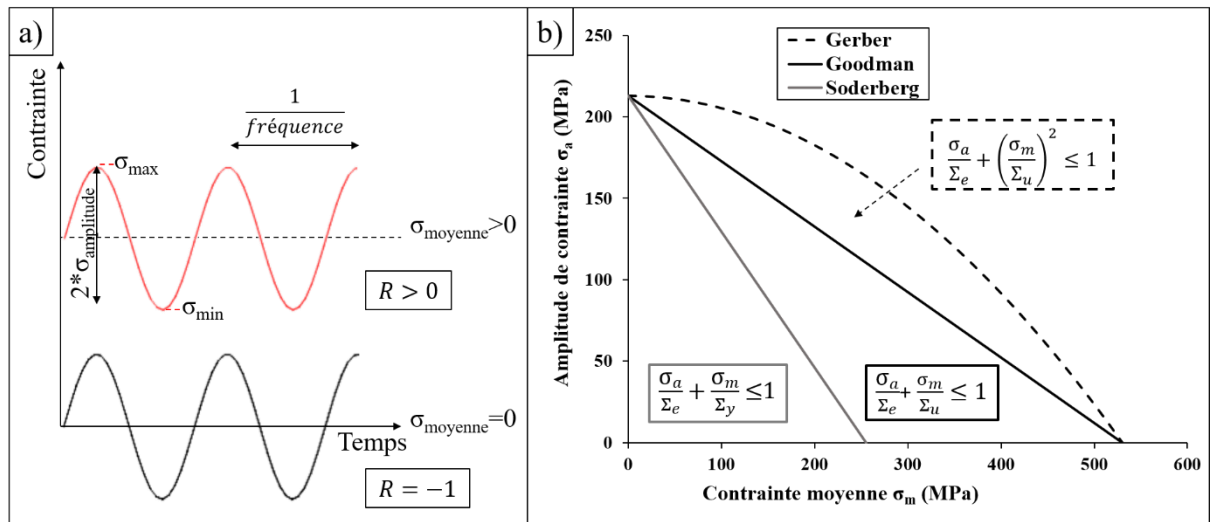 a)
Contrainte
1
fréquence
σmax
2*σamplitude
σmoyenne>0
R > 0
σmin
σmoyenne=0
Temps
R = −1
b)
250
200
150
100
50
0
Amplitude de contrainte σa (MPa)
Gerber
Goodman
Soderberg
σa/Σe + (σm/Σu)² ≤ 1
σa/Σe + σm/Σy ≤1
σa/Σe + σm/Σu ≤ 1
0 100 200 300 400 500 600
Contrainte moyenne σm (MPa)